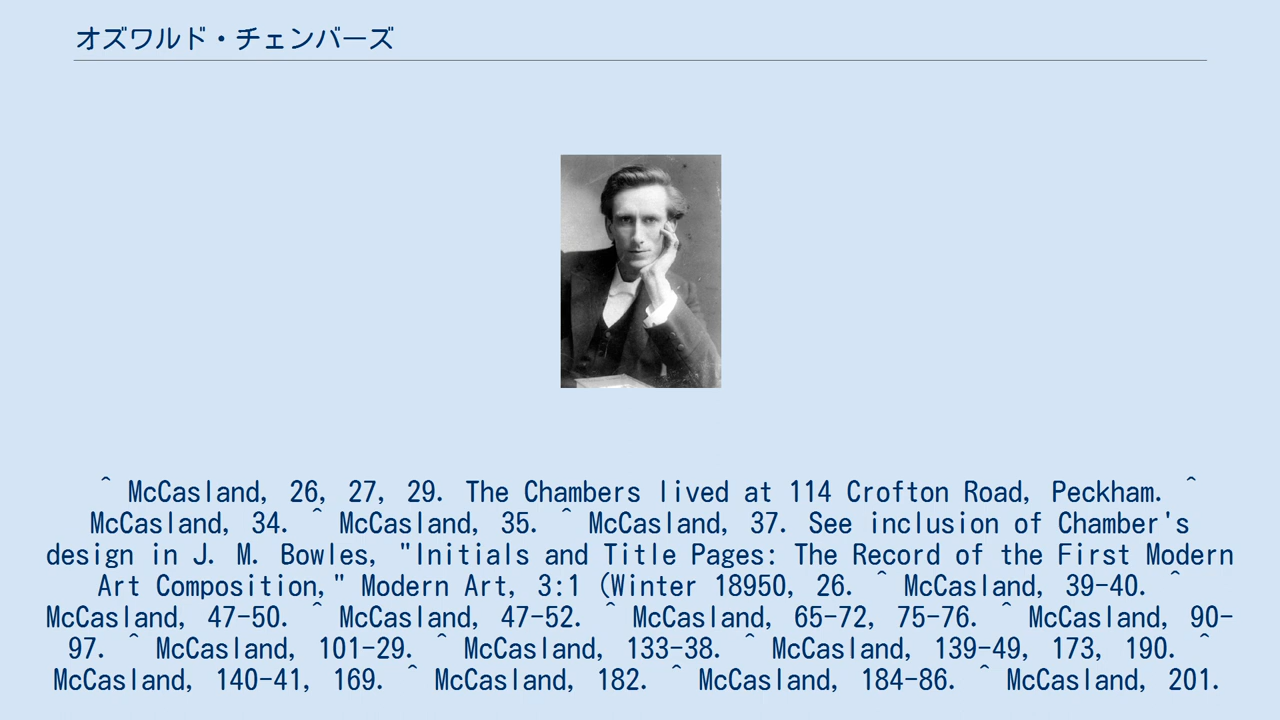 オズワルド・チェンバーズ
^ McCasland, 26, 27, 29. The Chambers lived at 114 Crofton Road, Peckham. ^
McCasland, 34. ^ McCasland, 35. ^ McCasland, 37. See inclusion of Chamber's
design in J. M. Bowles, "Initials and Title Pages: The Record of the First Modern
Art Composition," Modern Art, 3:1 (Winter 18950, 26. ^ McCasland, 39-40. ^
McCasland, 47-50. ^ McCasland, 47-52. ^ McCasland, 65-72, 75-76. ^ McCasland, 90-
97. ^ McCasland, 101-29. ^ McCasland, 133-38. ^ McCasland, 139-49, 173, 190. ^
McCasland, 140-41, 169. ^ McCasland, 182. ^ McCasland, 184-86. ^ McCasland, 201.